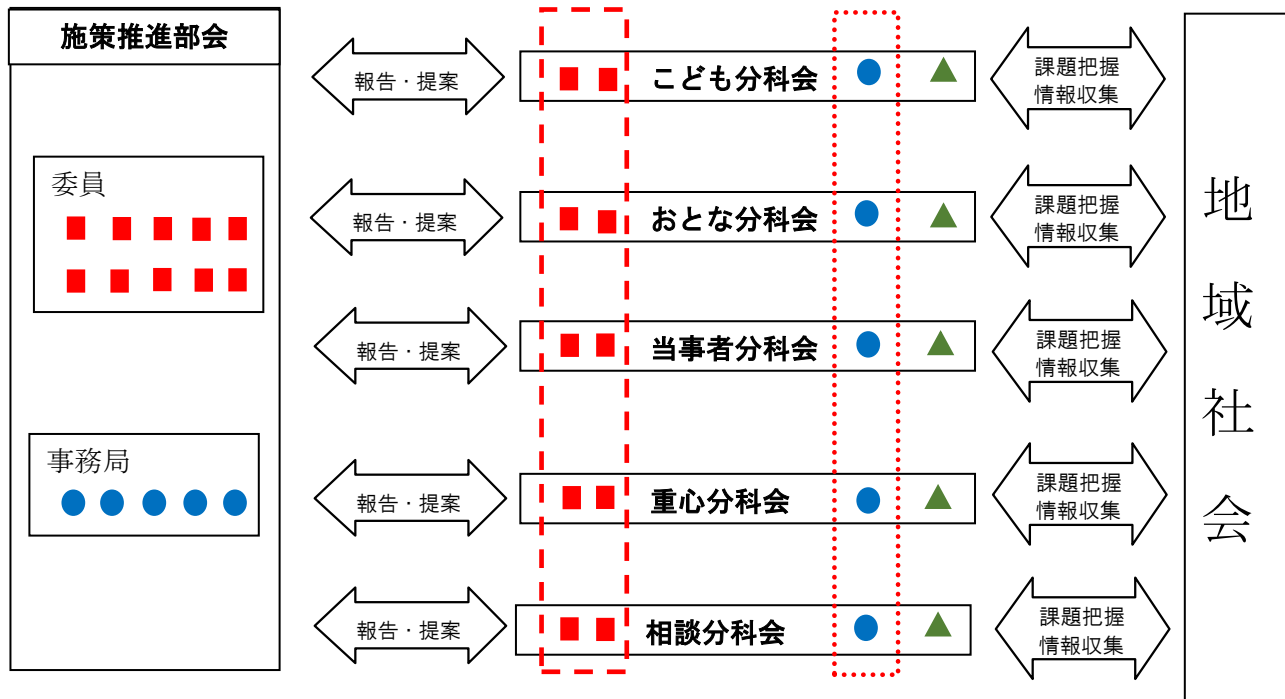 施策推進部会
委員
事務局
報告・提案
こども分科会
課題把握
情報収集
報告・提案
おとな分科会
課題把握
情報収集
報告・提案
当事者分科会
課題把握
情報収集
報告・提案
重心分科会
課題把握
情報収集
報告・提案
相談分科会
課題把握
情報収集
地域社会